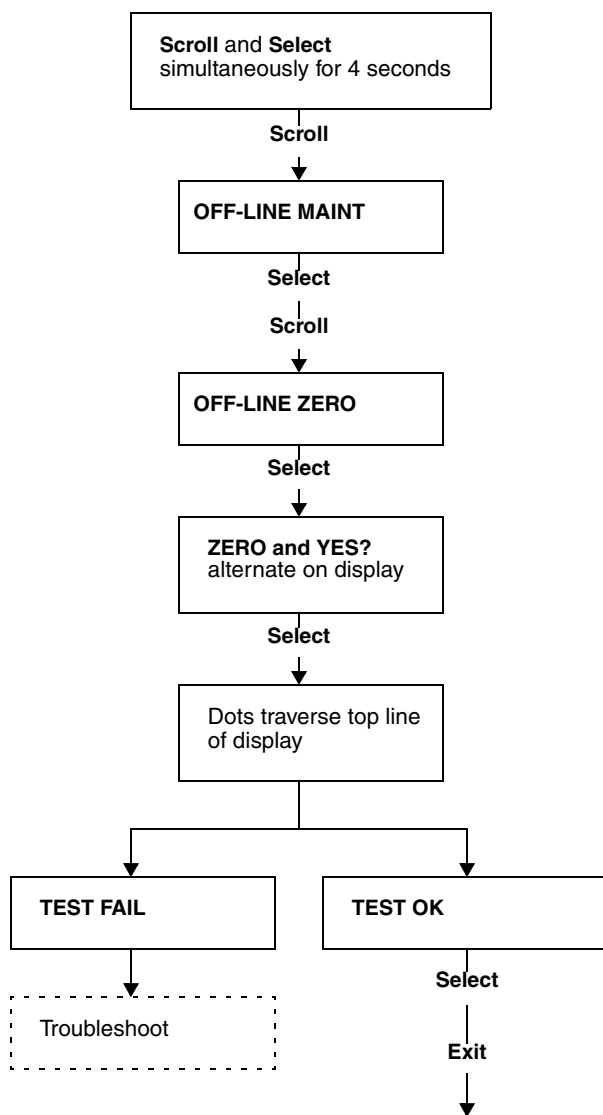 Scroll and Select
simultaneously for 4 seconds
Scroll
OFF-LINE MAINT
Select
Scroll
OFF-LINE ZERO
Select
ZERO and YES?
alternate on display
Select
Dots traverse top line
of display
TEST FAIL
TEST OK
Troubleshoot
Select
Exit